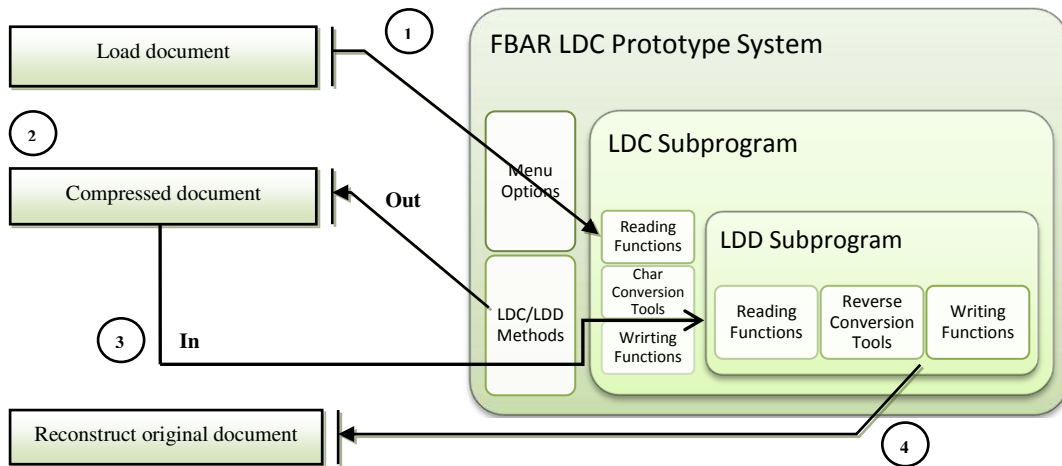 1
FBAR LDC Prototype System
Load document
2
LDC Subprogram
Menu
Options
Compressed document
Out
Reading
Functions
LDD Subprogram
Char
Conversion
Tools
LDC/LDD
Methods
Reading
Functions
Reverse
Conversion
Tools
Writing
Functions
3
In
Wrirting
Functions
Reconstruct original document
4